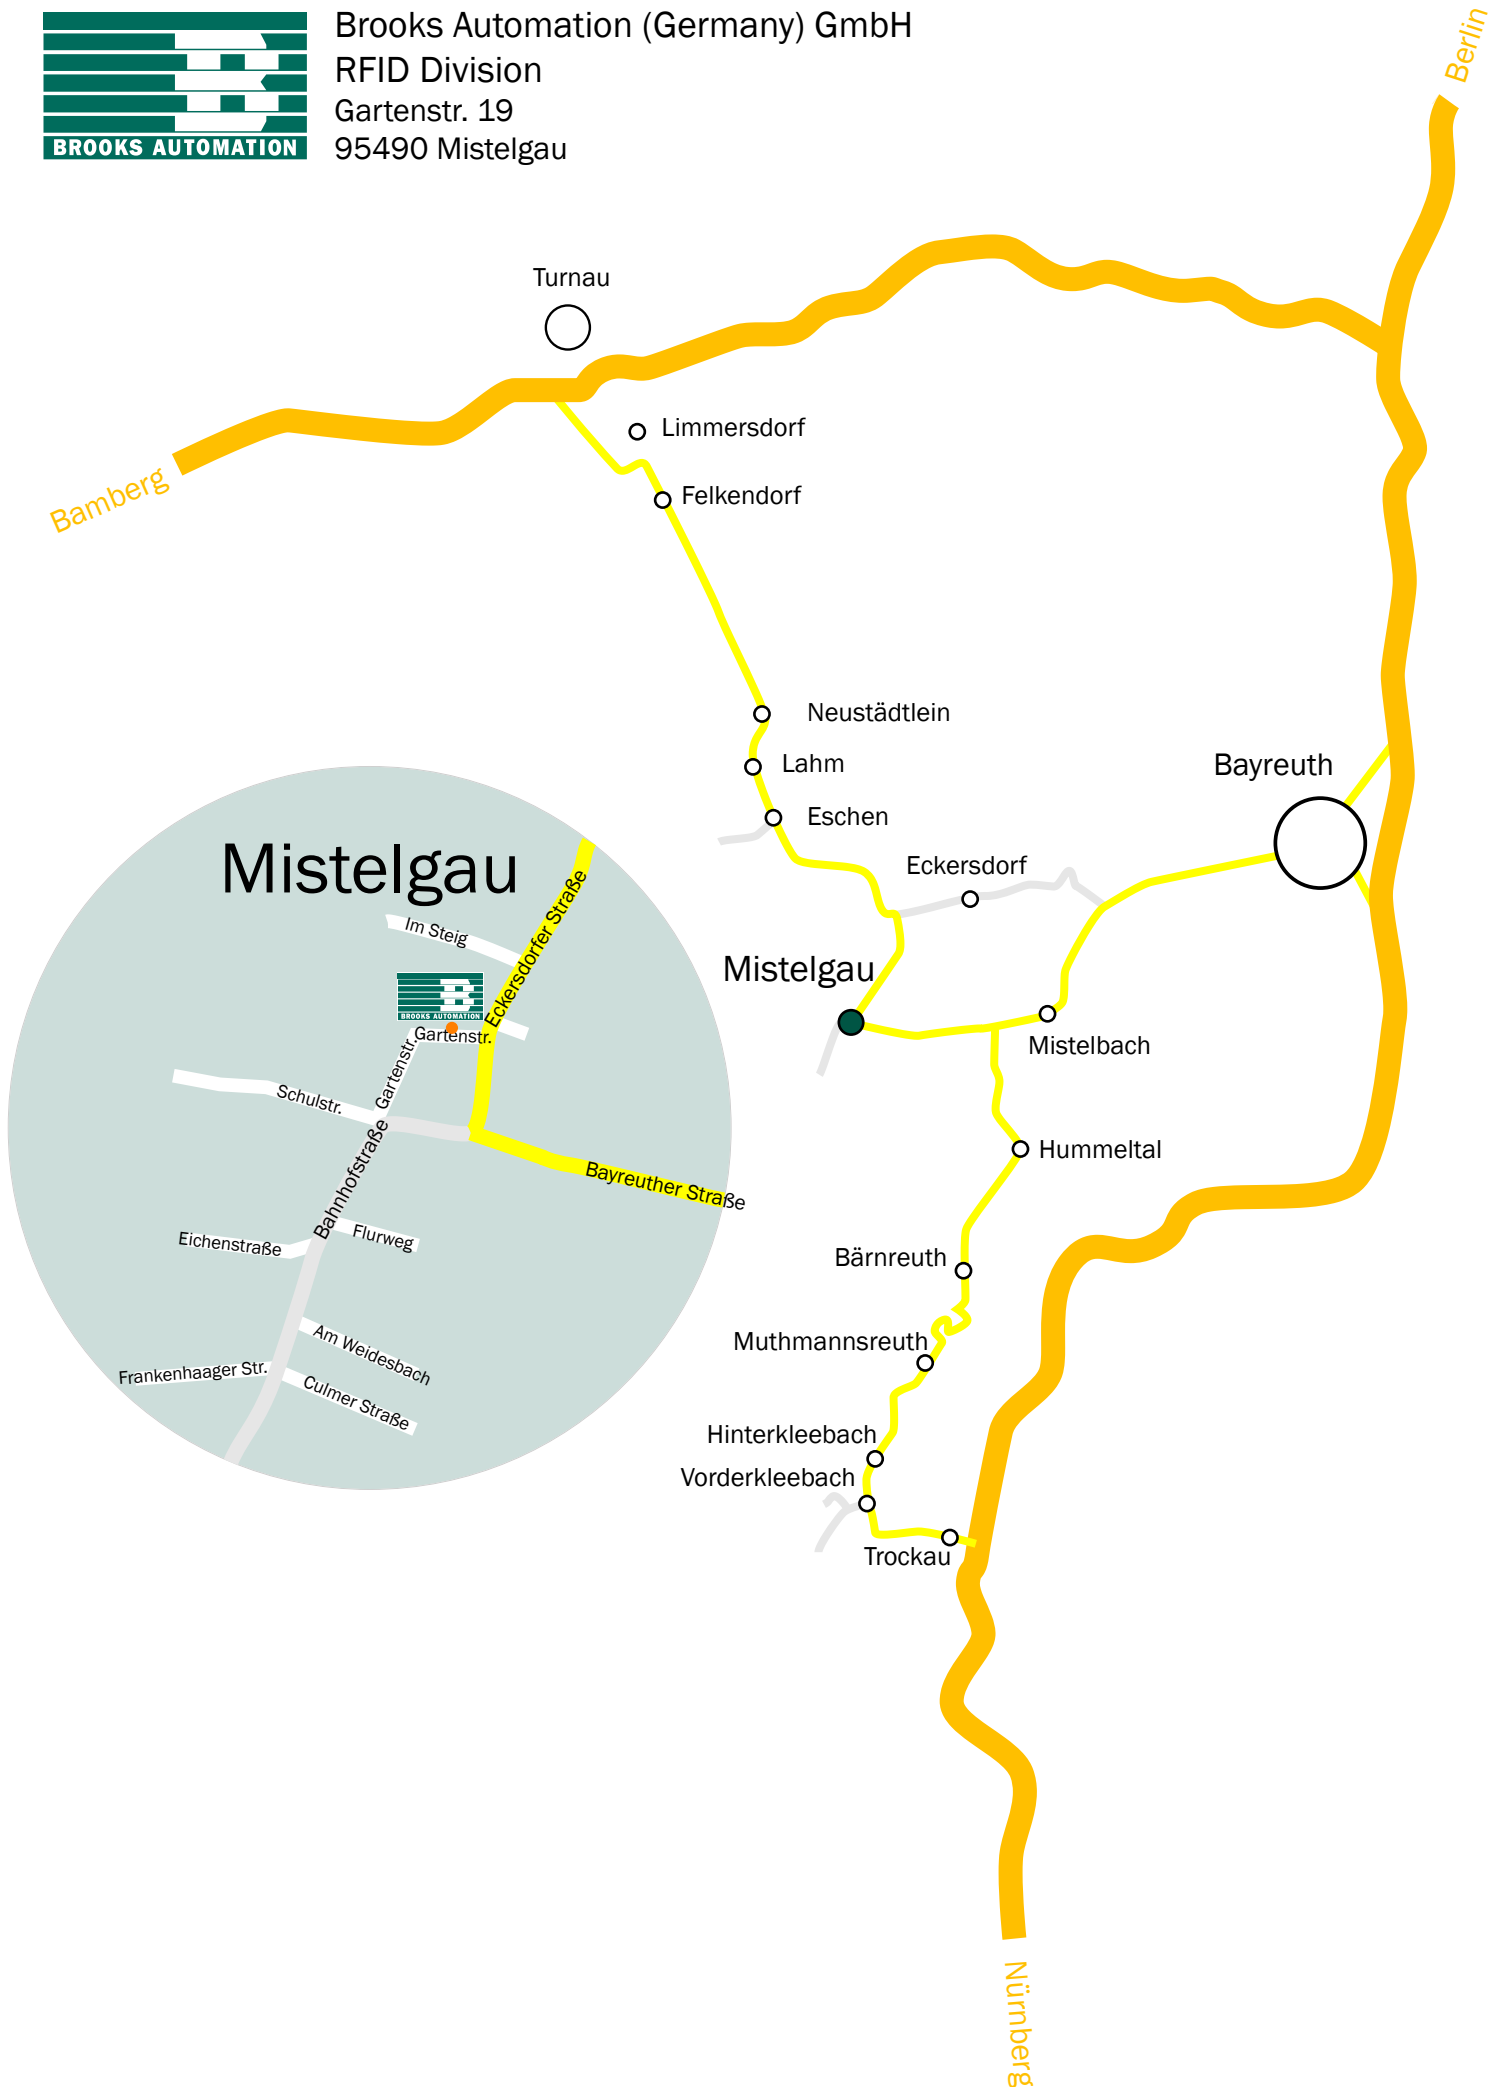 BROOKS AUTOMATION
Brooks Automation (Germany) GmbH
RFID Division
Gartenstr. 19
95490 Mistelgau
Berlin
Turnau
Limmersdorf
Bamberg
Felkendorf
Neustädtlein
Lahm
Bayreuth
Eschen
Eckersdorf
Mistelgau
Mistelbach
Hummeltal
Bärnreuth
Muthmannsreuth
Hinterkleebach
Vorderkleebach
Trockau
Nürnberg
Mistelgau
Im Steig
Eckersdorfer Straße
BROOKS AUTOMATION
Gartenstr.
Gartenstr.
Schulstr.
Bahnhofstraße
Bayreuther Straße
Flurweg
Eichenstraße
Am Weidesbach
Frankenhaager Str.
Culmer Straße